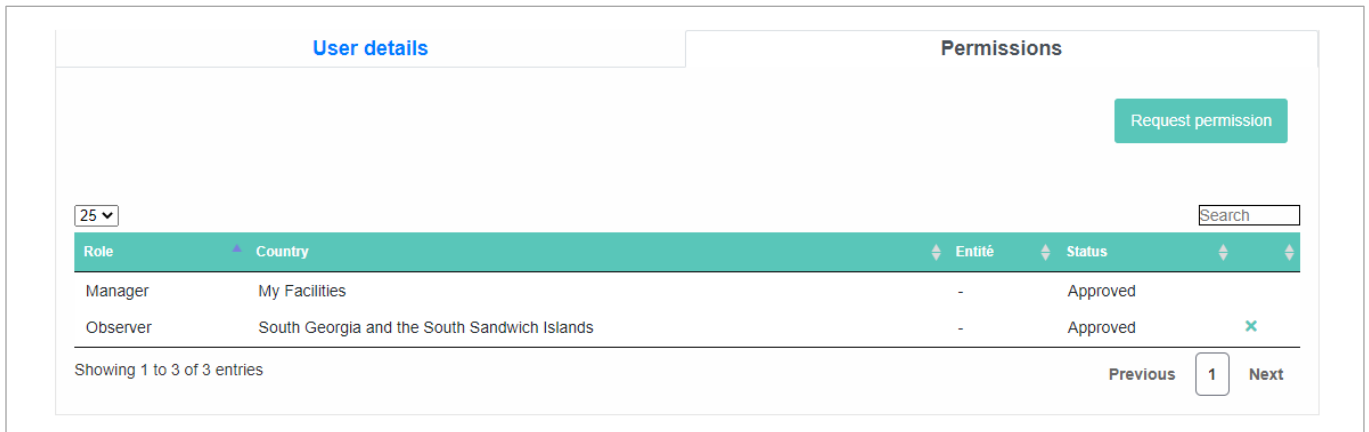 User details Permissions
Request permission
25 Search
Role Country Entité Status
Manager My Facilities - Approved
Observer South Georgia and the South Sandwich Islands - Approved
Showing 1 to 3 of 3 entries Previous 1 Next